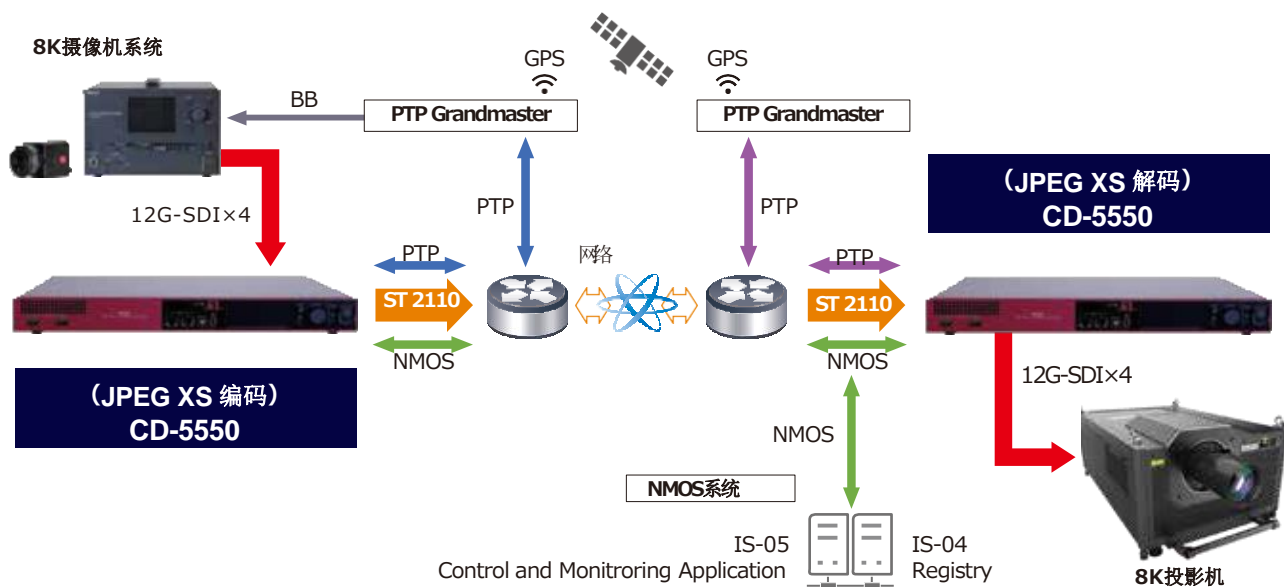 8K摄像机系统
GPS
GPS
BB
PTP Grandmaster
PTP Grandmaster
12G-SDI×4
PTP
PTP
(JPEG XS 解码)
CD-5550
PTP
网络
PTP
ST 2110
ST 2110
NMOS
NMOS
(JPEG XS 编码)
CD-5550
12G-SDI×4
NMOS
NMOS系统
IS-05
IS-04
Control and Monitroring Application
Registry
8K投影机